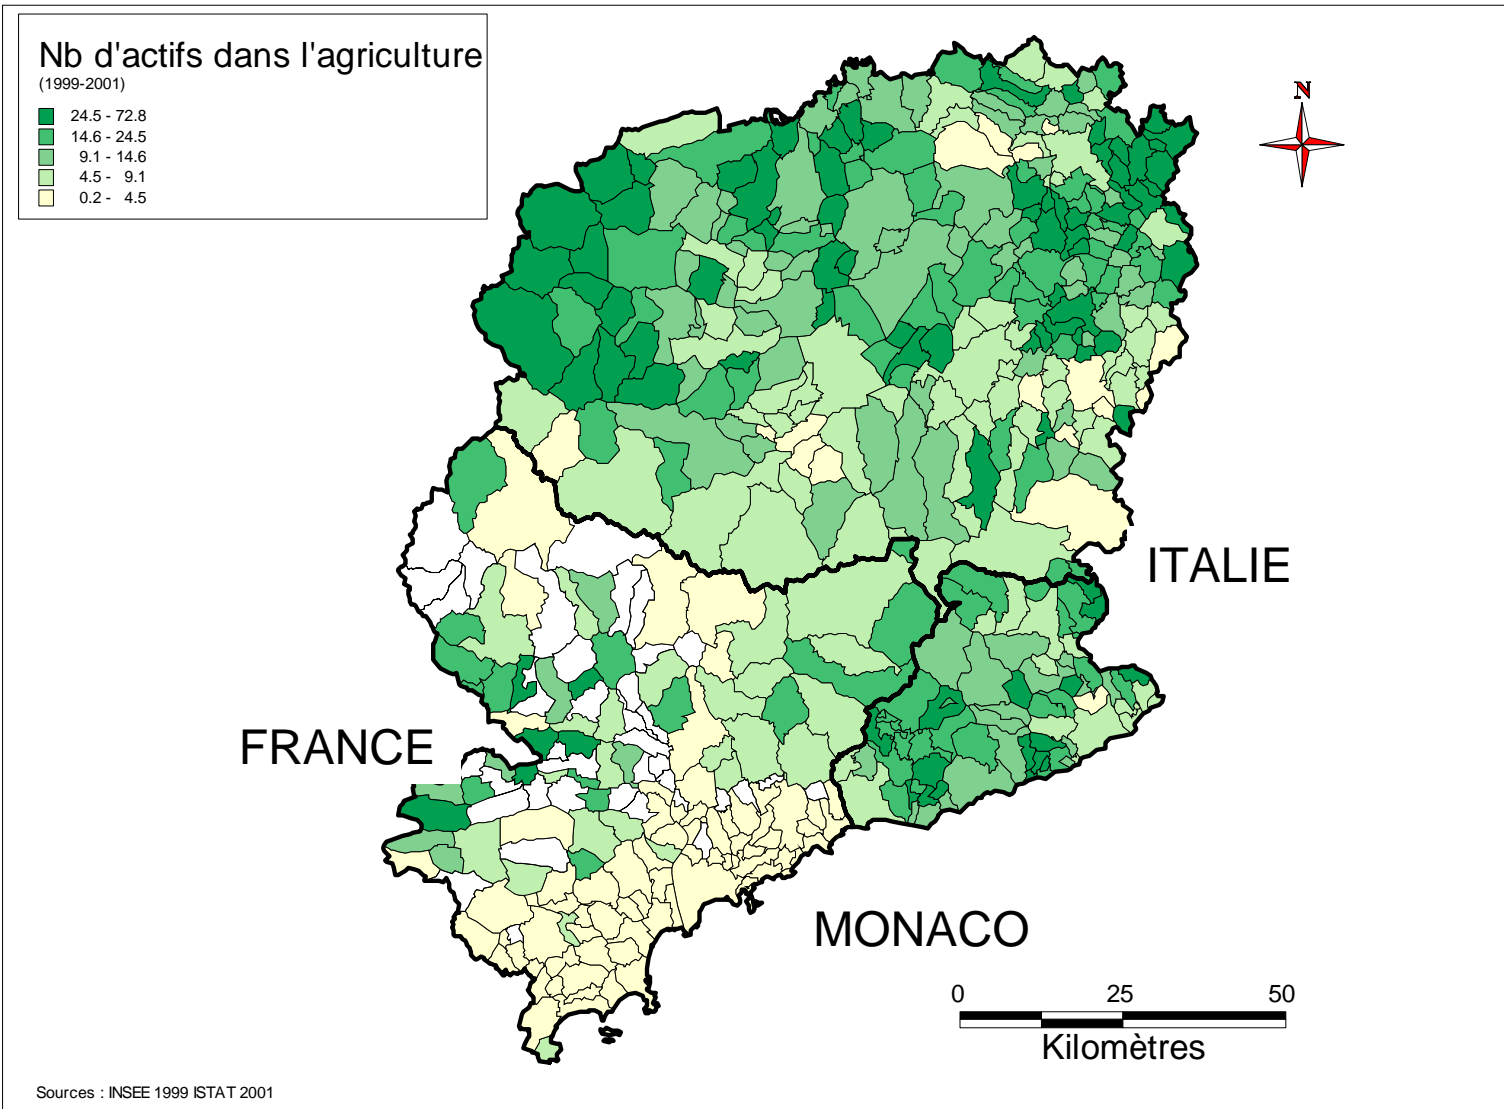 Nb d'actifs dans l'agriculture
(1999-2001)
24.5 - 72.8
14.6 - 24.5
9.1 - 14.6
4.5 - 9.1
0.2 - 4.5
N
ITALIE
FRANCE
MONACO
0 25 50
Kilomètres
Sources : INSEE 1999 ISTAT 2001